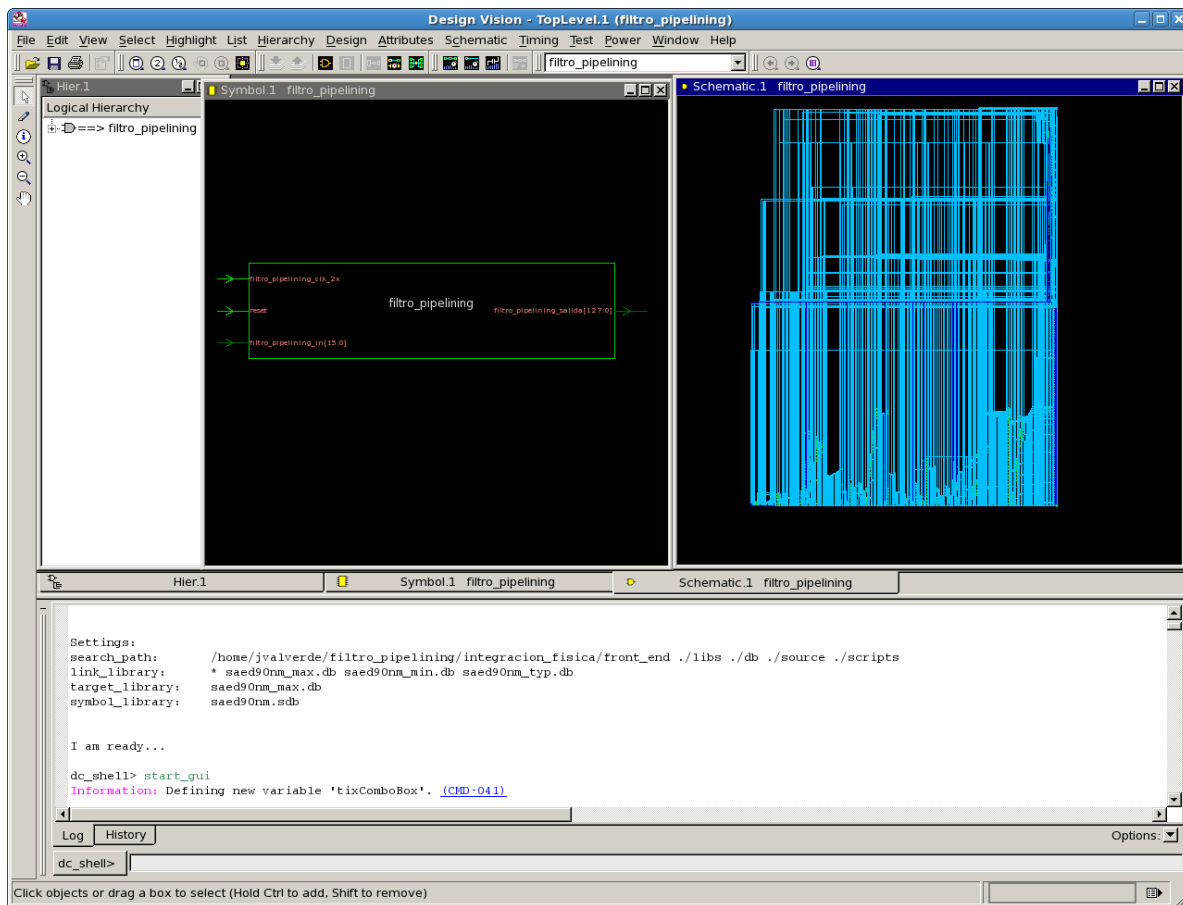 Design Vision - TopLevel.1 (filtro_pipelining)
File Edit View Select Highlight List Hierarchy Design Attributes Schematic Timing Test Power Window Help
filtro_pipelining
Hier.1
Logical Hierarchy
==> filtro_pipelining
Symbol.1 filtro_pipelining
filtro_pipelining_clk_2x
reset
filtro_pipelining_in[15:0]
filtro_pipelining
filtro_pipelining_salida[127:0]
Schematic.1 filtro_pipelining
Hier.1
Symbol.1 filtro_pipelining
Schematic.1 filtro_pipelining
Settings:
search_path: /home/jvalverde/filtro_pipelining/integracion_fisica/front_end ./libs ./db ./source ./scripts
link_library: * saed90nm_max.db saed90nm_min.db saed90nm_typ.db
target_library: saed90nm_max.db
symbol_library: saed90nm.sdb
I am ready...
dc_shell> start_gui
Information: Defining new variable 'tixComboBox'. (CMD-041)
Log History
Options:
dc_shell>
Click objects or drag a box to select (Hold Ctrl to add, Shift to remove)